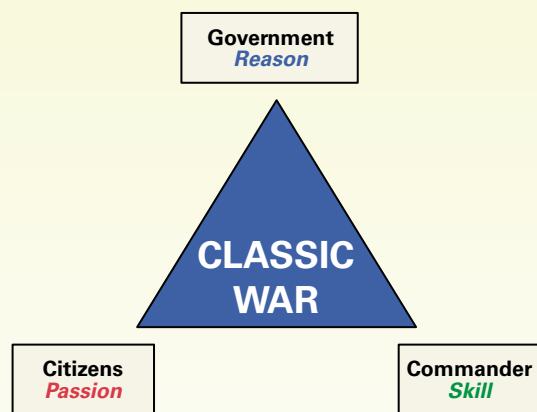 Government
Reason
CLASSIC
WAR
Citizens
Passion
Commander
Skill